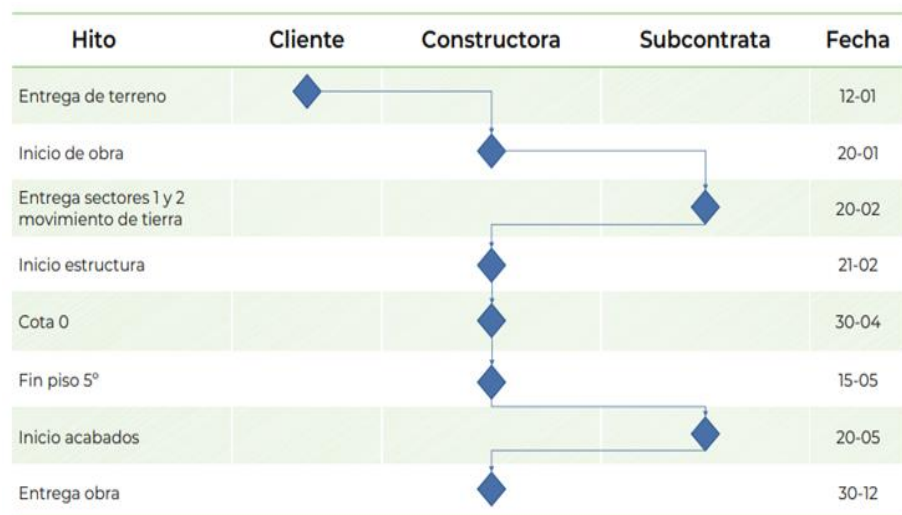 Hito Cliente Constructora Subcontrata Fecha
Entrega de terreno 12-01
Inicio de obra 20-01
Entrega sectores 1 y 2
movimiento de tierra 20-02
Inicio estructura 21-02
Cota 0 30-04
Fin piso 5º 15-05
Inicio acabados 20-05
Entrega obra 30-12